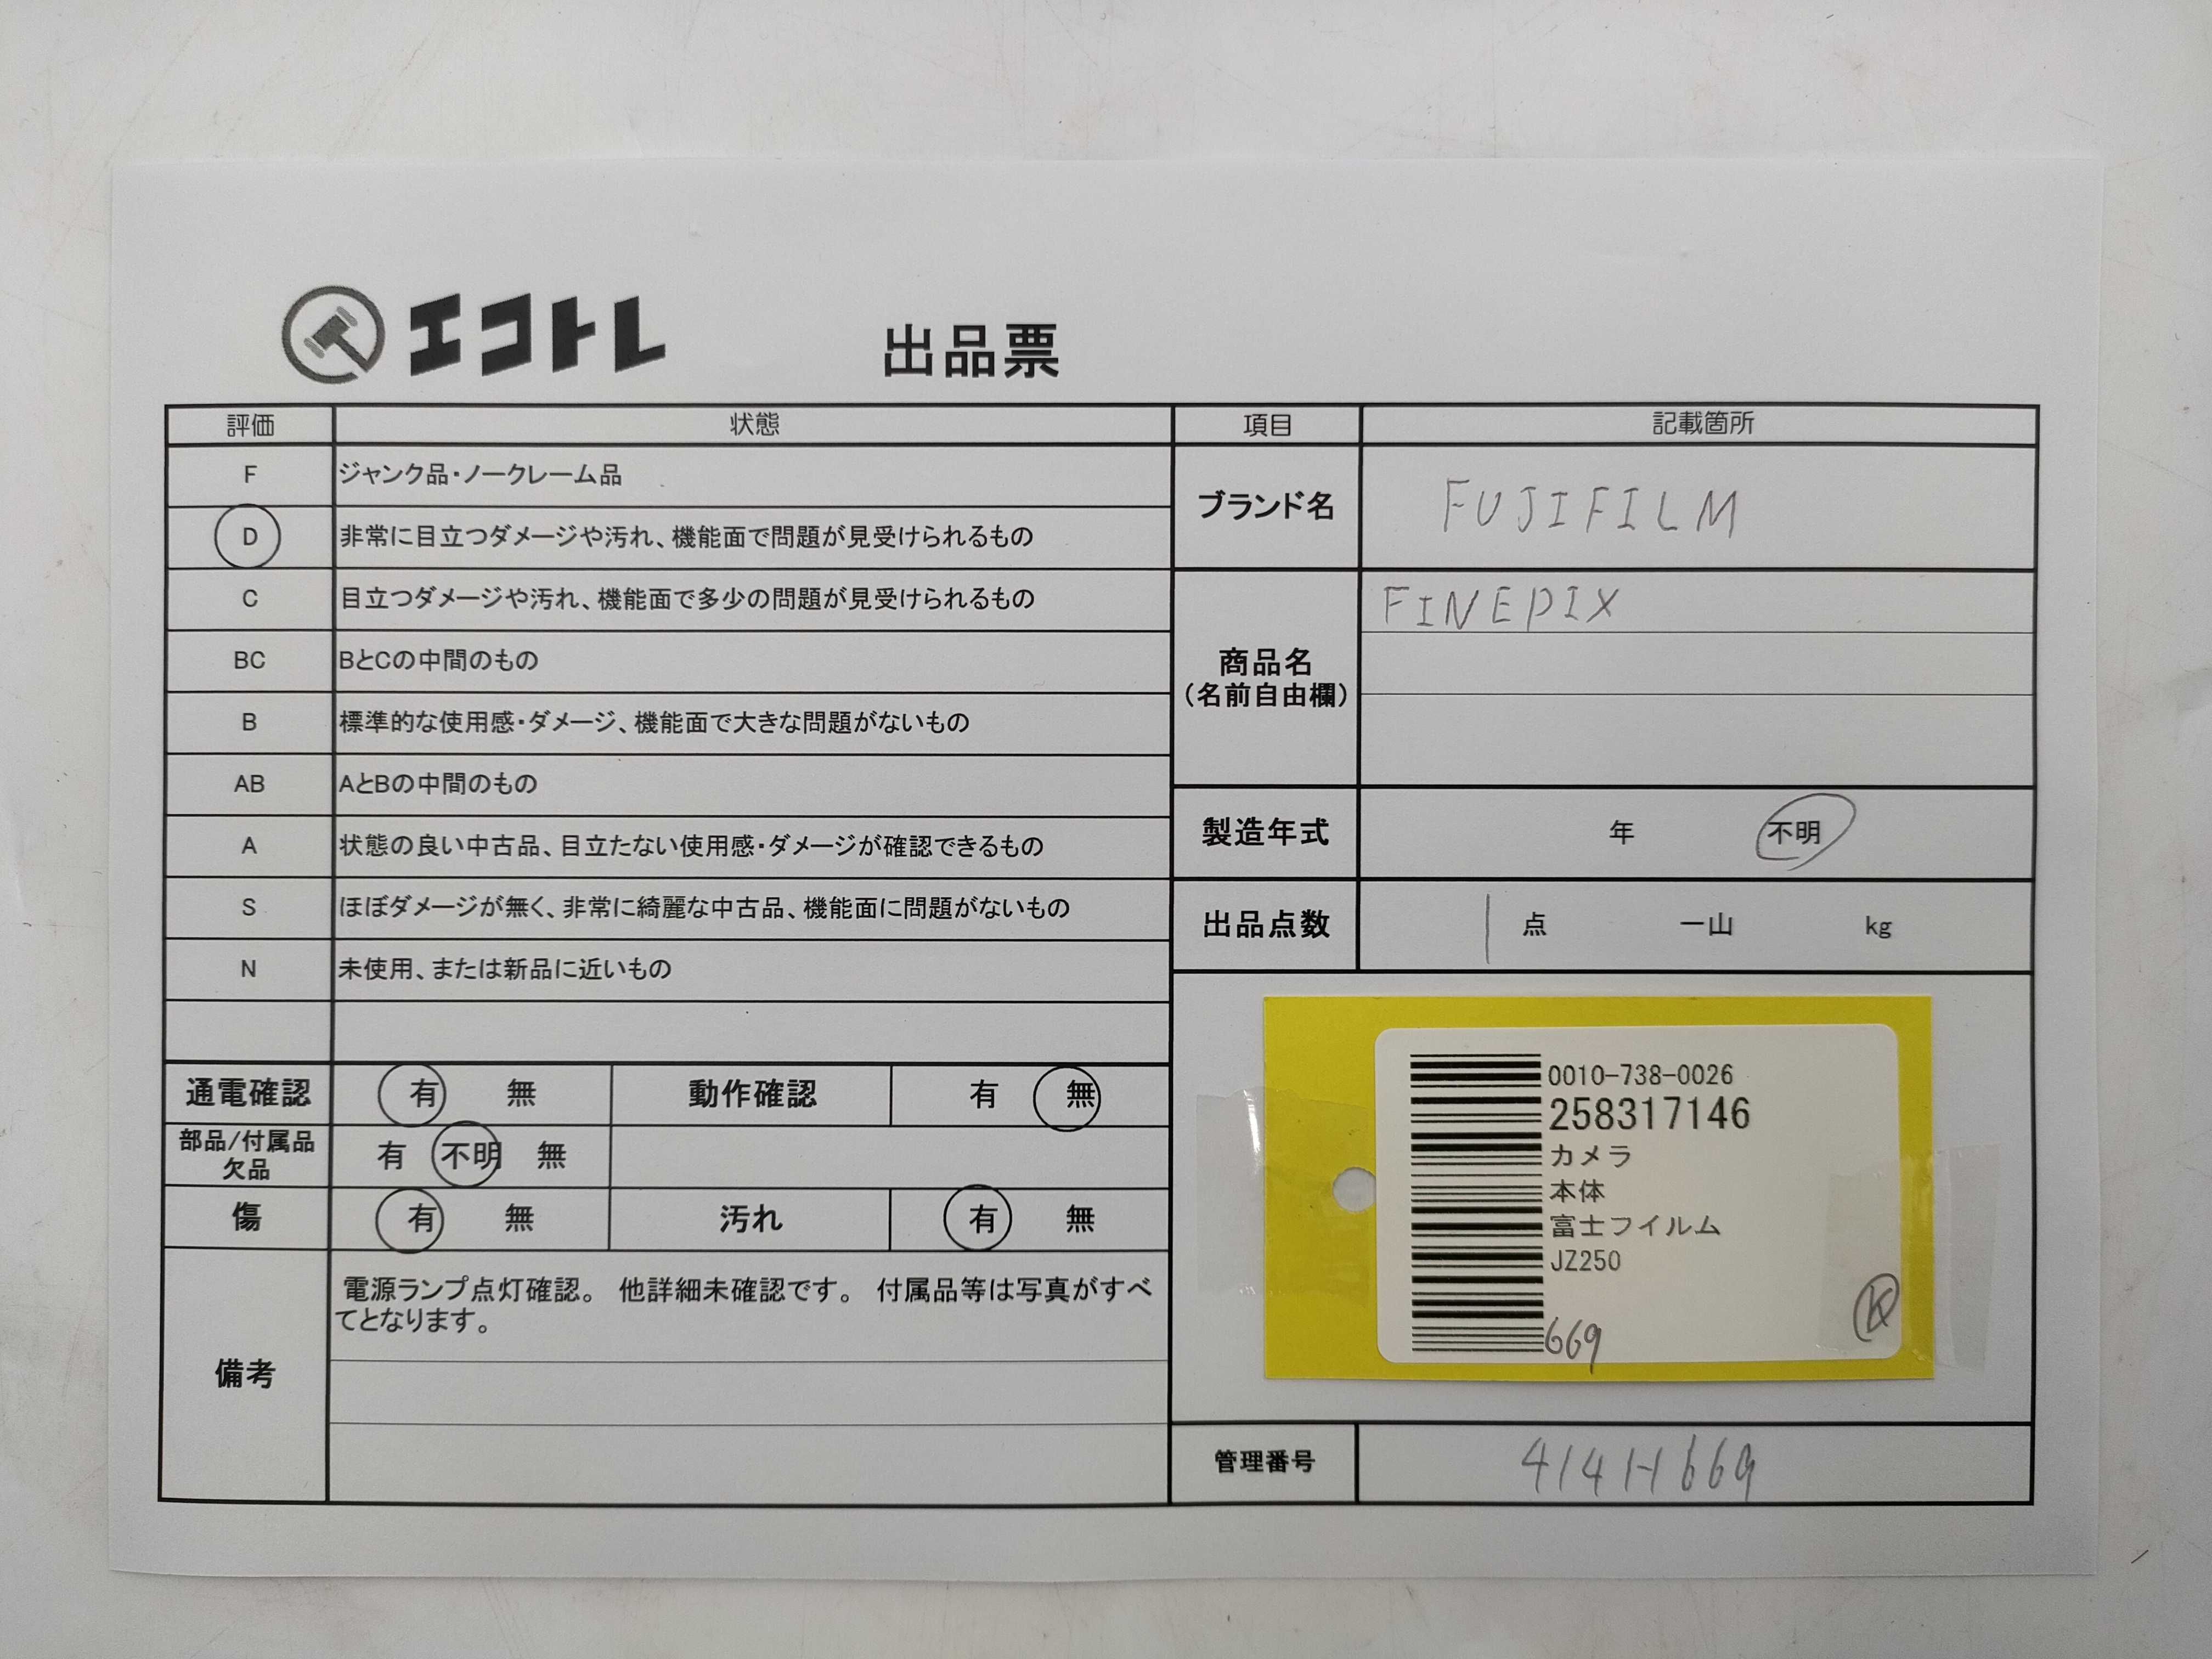 エコトレ 出品票
評価 状態 項目 記載箇所
F ジャンク品・ノークレーム品
D 非常に目立つダメージや汚れ、機能面で問題が見受けられるもの
C 目立つダメージや汚れ、機能面で多少の問題が見受けられるもの
BC BとCの中間のもの
B 標準的な使用感・ダメージ、機能面で大きな問題がないもの
AB AとBの中間のもの
A 状態の良い中古品、目立たない使用感・ダメージが確認できるもの
S ほぼダメージが無く、非常に綺麗な中古品、機能面に問題がないもの
N 未使用、または新品に近いもの
通電確認 有 無 動作確認 有 無
部品/付属品
欠品 有 不明 無
傷 有 無 汚れ 有 無
備考
電源ランプ点灯確認。 他詳細未確認です。 付属品等は写真がすべ
てとなります。
ブランド名 FUJIFILM
商品名
(名前自由欄)
FINEPIX
製造年式 年 不明
出品点数 1 点 一山 kg
0010-738-0026
258317146
カメラ
本体
富士フイルム
JZ250
669
K
管理番号 414H669